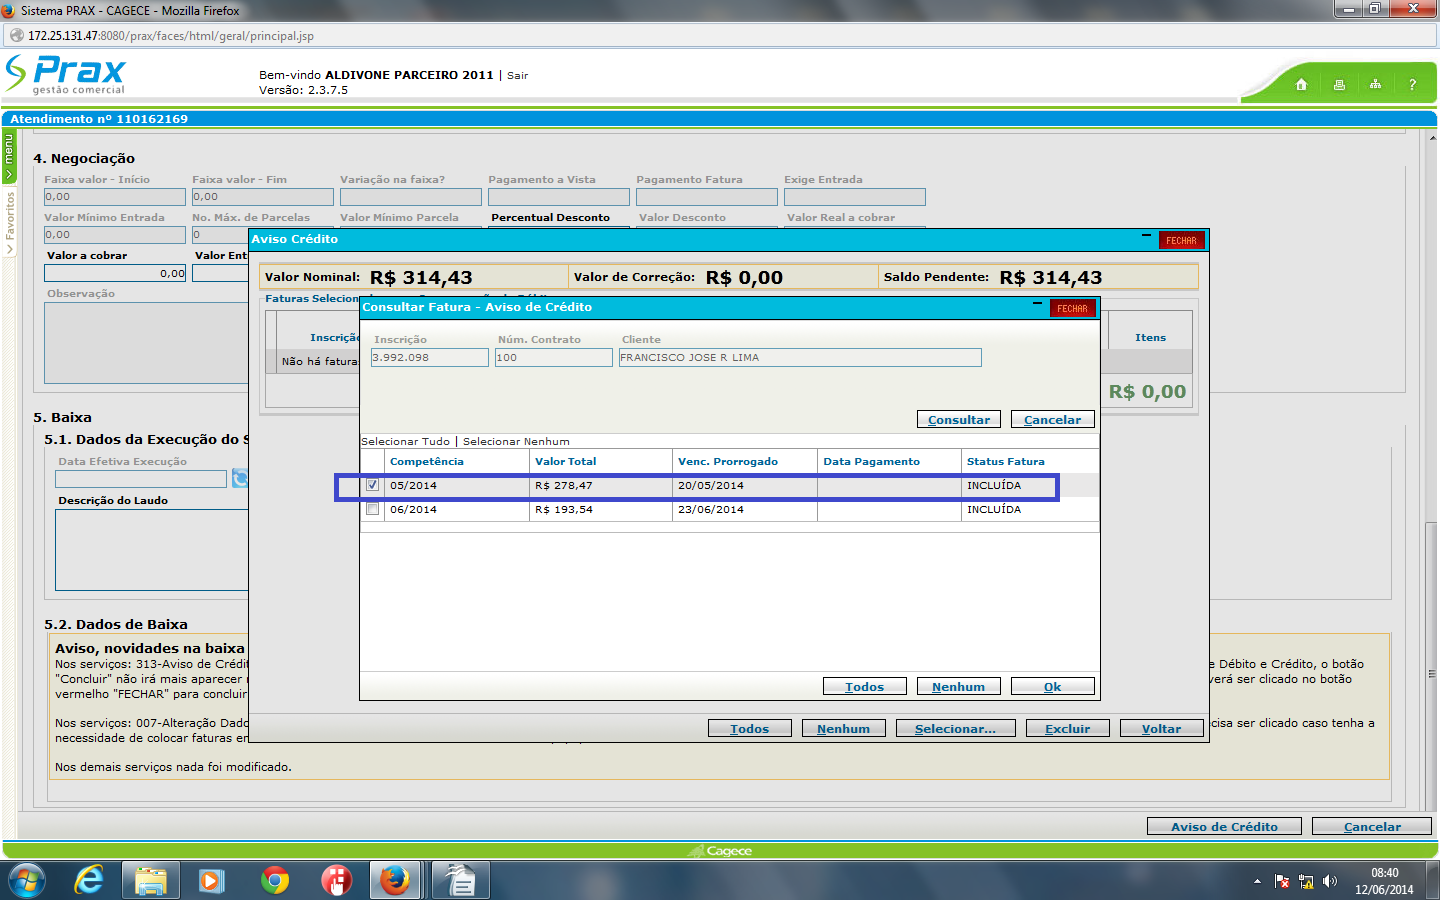 Sistema PRAX - CAGECE - Mozilla Firefox
172.25.131.47:8080/prax/faces/html/geral/principal.jsp
Prax
gestão comercial
Bem-vindo ALDIVONE PARCEIRO 2011 | Sair
Versão: 2.3.7.5
?
Atendimento nº 110162169
menu
Favoritos
4. Negociação
Faixa valor - Início Faixa valor - Fim Variação na faixa? Pagamento a Vista Pagamento Fatura Exige Entrada
0,00 0,00
Valor Mínimo Entrada No. Máx. de Parcelas Valor Mínimo Parcela Percentual Desconto Valor Desconto Valor Real a cobrar
0,00 0
Valor a cobrar Valor Ent
0,00
Observação
Aviso Crédito
FECHAR
Valor Nominal: R$ 314,43 Valor de Correção: R$ 0,00 Saldo Pendente: R$ 314,43
Faturas Selecion
Inscriçã Itens
Não há fatura
R$ 0,00
Consultar Fatura - Aviso de Crédito
FECHAR
Inscrição Núm. Contrato Cliente
3.992.098 100 FRANCISCO JOSE R LIMA
Consultar Cancelar
Selecionar Tudo | Selecionar Nenhum
Competência Valor Total Venc. Prorrogado Data Pagamento Status Fatura
05/2014 R$ 278,47 20/05/2014 INCLUÍDA
06/2014 R$ 193,54 23/06/2014 INCLUÍDA
Todos Nenhum Ok
Todos Nenhum Selecionar... Excluir Voltar
5. Baixa
5.1. Dados da Execução do S
Data Efetiva Execução
Descrição do Laudo
5.2. Dados de Baixa
Aviso, novidades na baixa
Nos serviços: 313-Aviso de Crédit e Débito e Crédito, o botão
"Concluir" não irá mais aparecer verá ser clicado no botão
vermelho "FECHAR" para concluir
Nos serviços: 007-Alteração Dado cisa ser clicado caso tenha a
necessidade de colocar faturas en
Nos demais serviços nada foi modificado.
Aviso de Crédito Cancelar
Cagece
08:40
12/06/2014